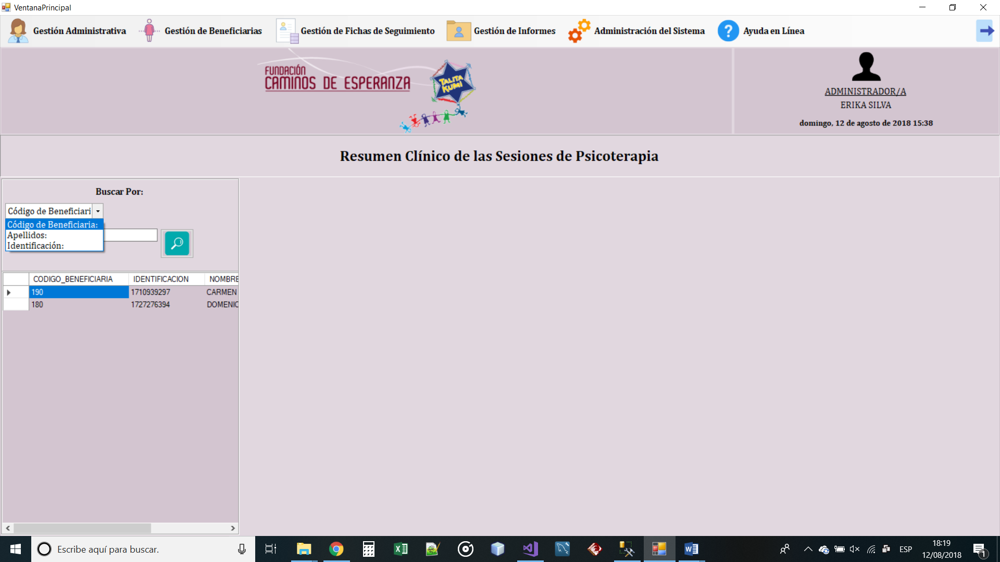 VentanaPrincipal
Gestión Administrativa
Gestión de Beneficiarias
Gestión de Fichas de Seguimiento
Gestión de Informes
Administración del Sistema
? Ayuda en Línea
FUNDACIÓN
CAMINOS DE ESPERANZA
TALITA
KUMI
ADMINISTRADOR/A
ERIKA SILVA
domingo, 12 de agosto de 2018 15:38
Resumen Clínico de las Sesiones de Psicoterapia
Buscar Por:
Código de Beneficiari
Código de Beneficiaria:
Apellidos:
Identificación:
CODIGO_BENEFICIARIA IDENTIFICACION NOMBRE
190 1710939297 CARMEN
180 1727276394 DOMENIC
Escribe aquí para buscar.
ESP
18:19
12/08/2018
1